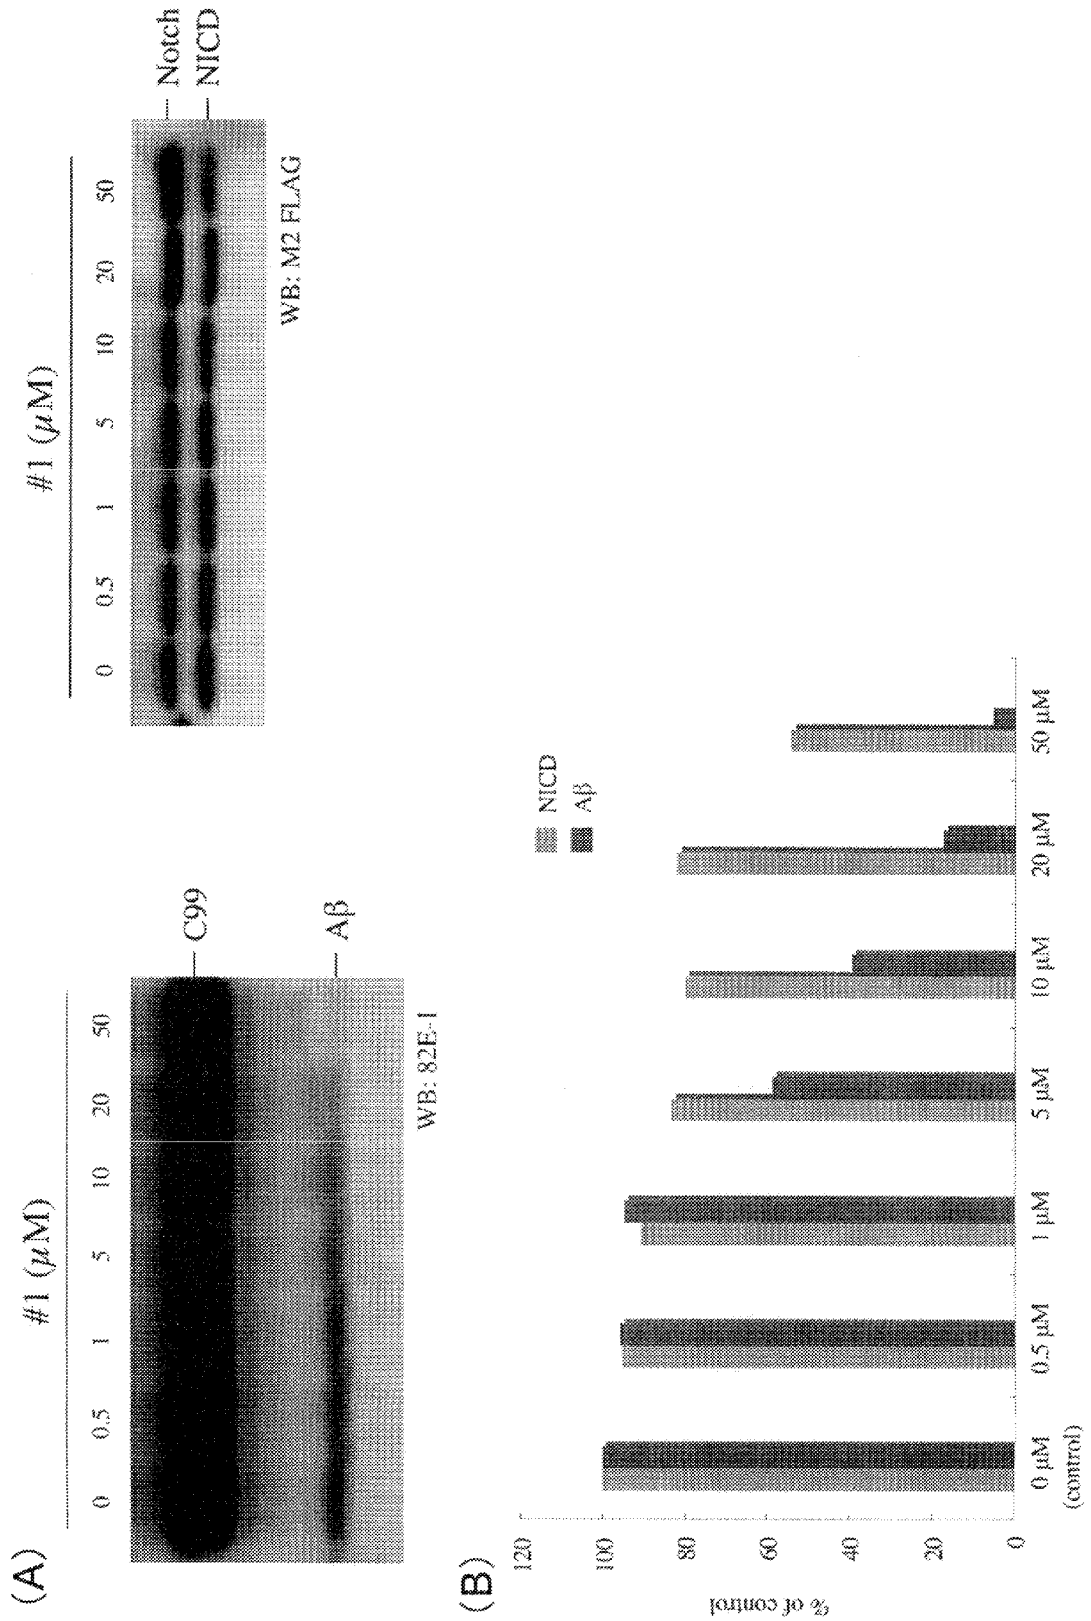 (A)
#1 (μM)
0 0.5 1 5 10 20 50
C99
Aβ
WB: 82E-1
#1 (μM)
0 0.5 1 5 10 20 50
Notch
NICD
WB: M2 FLAG
(B)
NICD
Aβ
% of control
120
100
80
60
40
20
0
0 μM 0.5 μM 1 μM 5 μM 10 μM 20 μM 50 μM
(control)